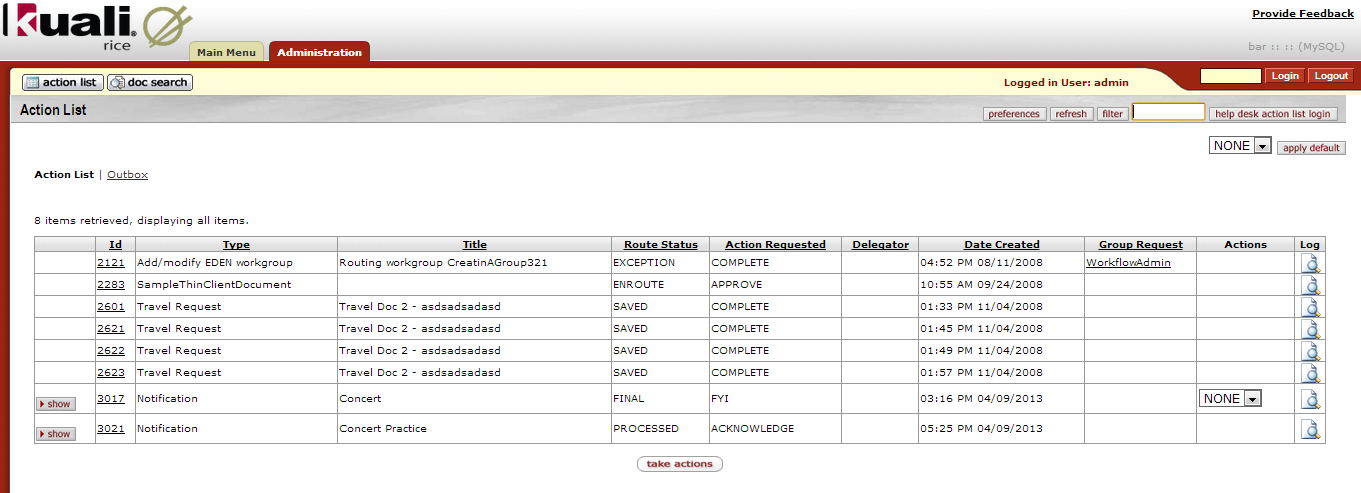 Kuali
rice
Provide Feedback
Main Menu Administration
bar :: :: (MySQL)
action list doc search Logged in User: admin Login Logout
Action List preferences refresh filter help desk action list login
NONE apply default
Action List | Outbox
8 items retrieved, displaying all items.
Id Type Title Route Status Action Requested Delegator Date Created Group Request Actions Log
2121 Add/modify EDEN workgroup Routing workgroup CreatinAGroup321 EXCEPTION COMPLETE 04:52 PM 08/11/2008 WorkflowAdmin
2283 SampleThinClientDocument ENROUTE APPROVE 10:55 AM 09/24/2008
2601 Travel Request Travel Doc 2 - asdsadsadasd SAVED COMPLETE 01:33 PM 11/04/2008
2621 Travel Request Travel Doc 2 - asdsadsadasd SAVED COMPLETE 01:45 PM 11/04/2008
2622 Travel Request Travel Doc 2 - asdsadsadasd SAVED COMPLETE 01:49 PM 11/04/2008
2623 Travel Request Travel Doc 2 - asdsadsadasd SAVED COMPLETE 01:57 PM 11/04/2008
show 3017 Notification Concert FINAL FYI 03:16 PM 04/09/2013 NONE
show 3021 Notification Concert Practice PROCESSED ACKNOWLEDGE 05:25 PM 04/09/2013
take actions